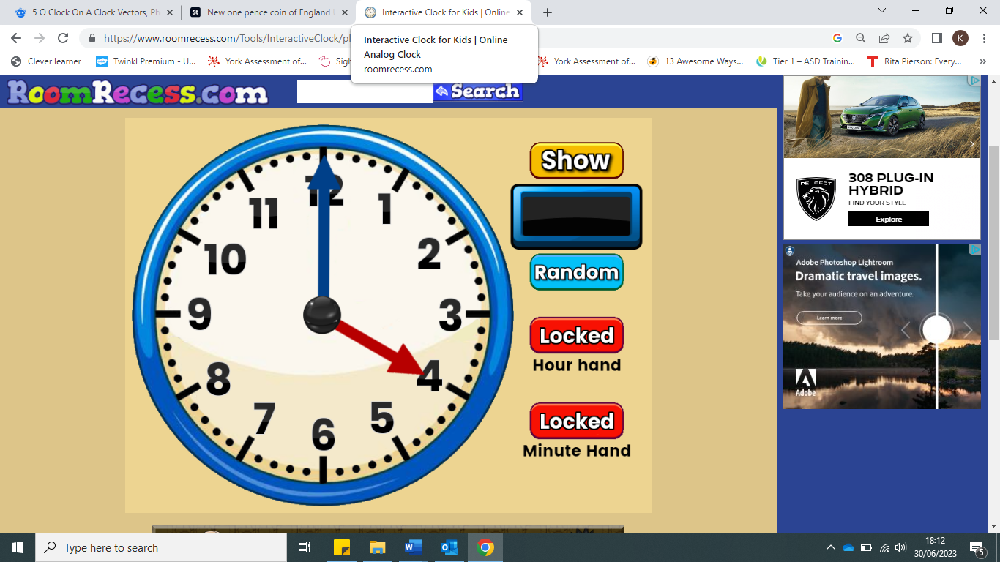 5 O Clock On A Clock Vectors, Ph
New one pence coin of England
Interactive Clock for Kids | Online
https://www.roomrecess.com/Tools/InteractiveClock/pl
K
Interactive Clock for Kids | Online
Analog Clock
roomrecess.com
Clever learner
Twinkl Premium - U...
York Assessment of...
Sigh
York Assessment of...
13 Awesome Ways...
Tier 1 – ASD Trainin...
Rita Pierson: Every...
»
RoomRecess.com
Search
12
1
2
3
4
5
6
7
8
9
10
11
Show
Random
Locked
Hour hand
Locked
Minute Hand
PEUGEOT
308 PLUG-IN
HYBRID
FIND YOUR STYLE
Explore
Adobe Photoshop Lightroom
Dramatic travel images.
Take your audience on an adventure.
Learn more
Adobe
Type here to search
18:12
30/06/2023
5